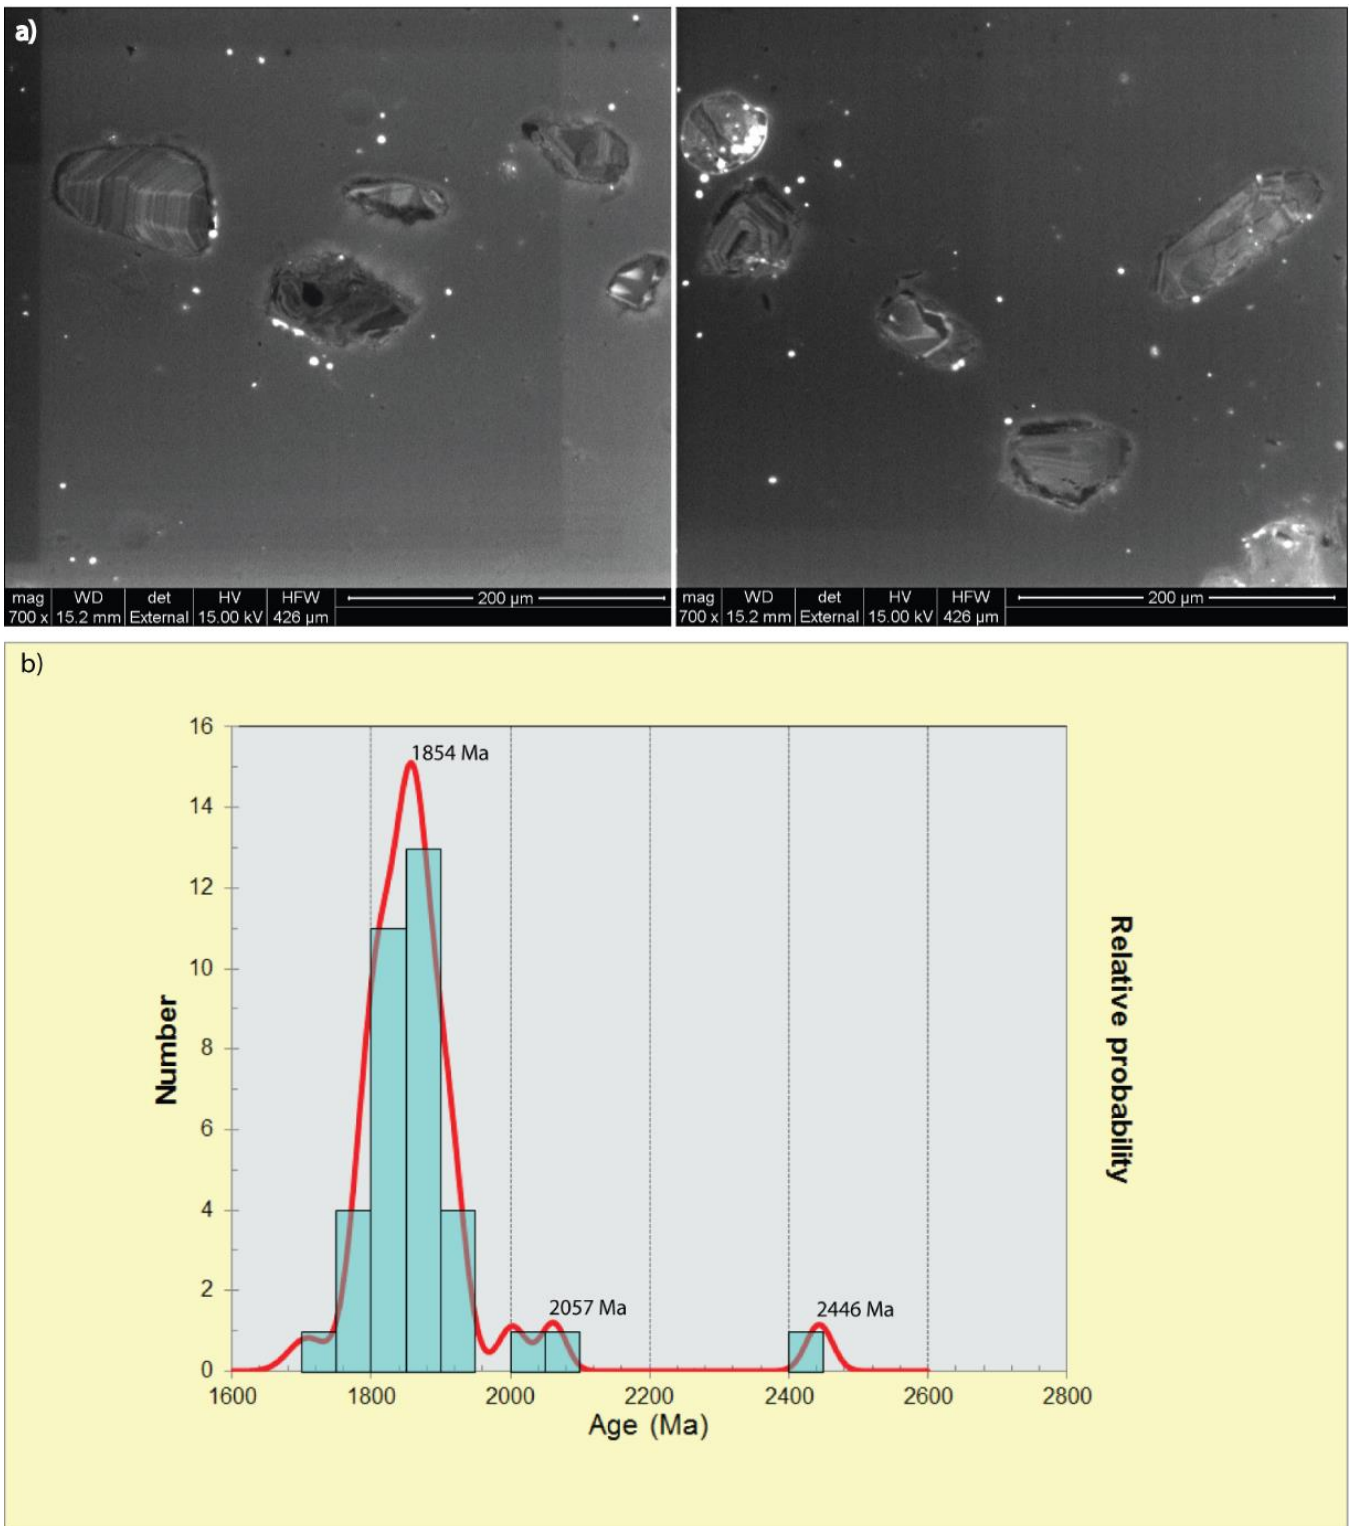 a)
mag WD det HV HFW 200 µm
700 x 15.2 mm External 15.00 kV 426 µm
mag WD det HV HFW 200 µm
700 x 15.2 mm External 15.00 kV 426 µm
b)
16
14
12
10
8
6
4
2
0
Number
1854 Ma
2057 Ma
2446 Ma
Relative probability
1600 1800 2000 2200 2400 2600 2800
Age (Ma)